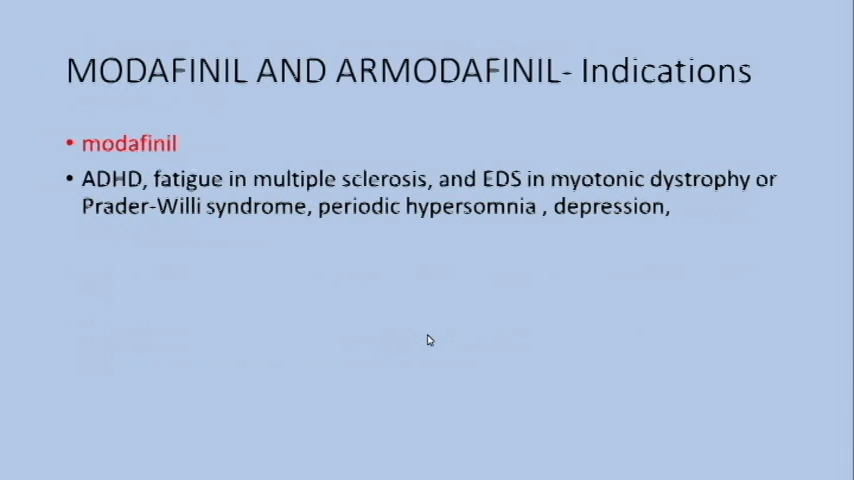 MODAFINIL AND ARMODAFINIL- Indications
• modafinil
• ADHD, fatigue in multiple sclerosis, and EDS in myotonic dystrophy or
Prader-Willi syndrome, periodic hypersomnia , depression,